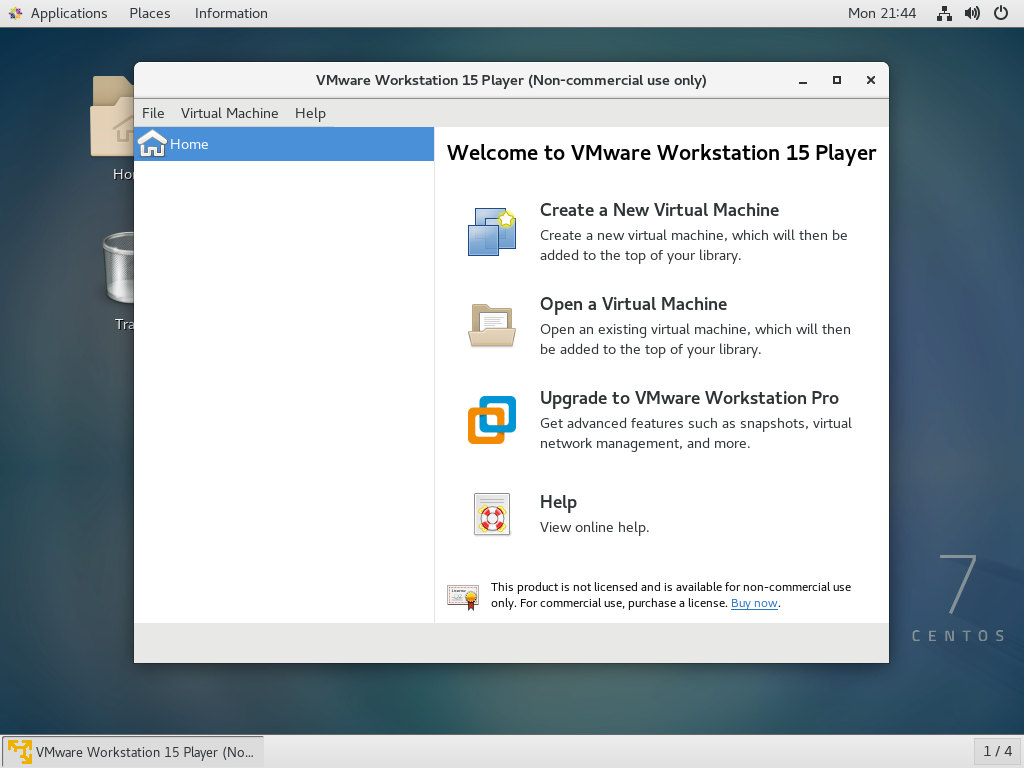 Applications Places Information Mon 21:44
VMware Workstation 15 Player (Non-commercial use only)
File Virtual Machine Help
Home
Welcome to VMware Workstation 15 Player
Create a New Virtual Machine
Create a new virtual machine, which will then be
added to the top of your library.
Open a Virtual Machine
Open an existing virtual machine, which will then
be added to the top of your library.
Upgrade to VMware Workstation Pro
Get advanced features such as snapshots, virtual
network management, and more.
Help
View online help.
This product is not licensed and is available for non-commercial use
only. For commercial use, purchase a license. Buy now.
7
CENTOS
VMware Workstation 15 Player (No... 1 / 4